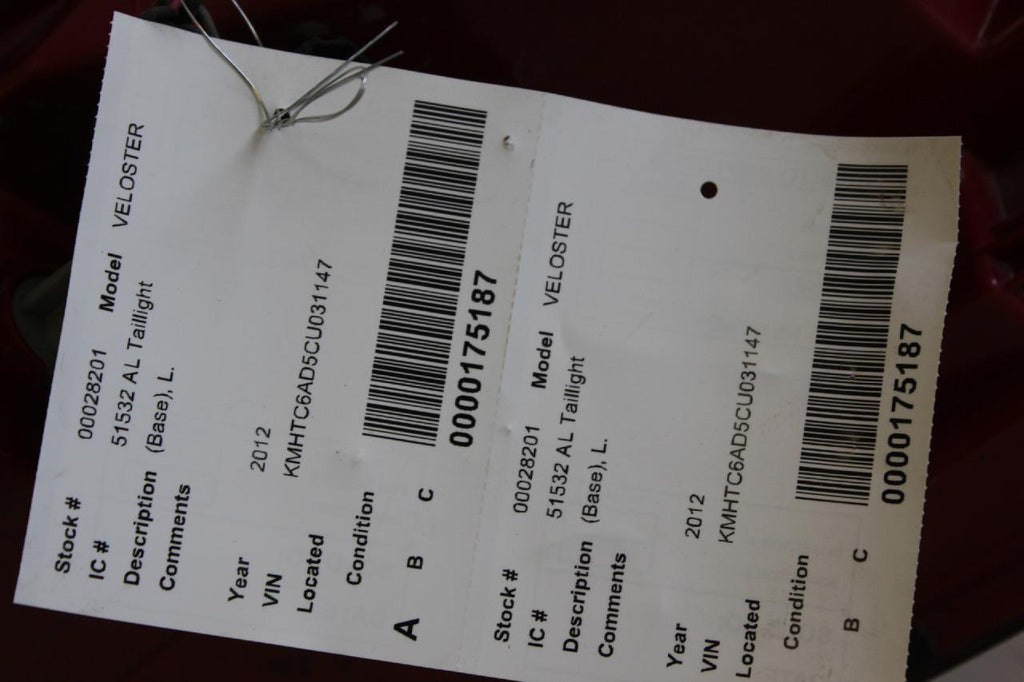 Stock # 00028201 Model VELOSTER
IC # 51532 AL Taillight
Description (Base), L.
Comments
Year 2012
VIN KMHTC6AD5CU031147
Located
Condition
A B C
0000175187
Stock # 00028201 Model VELOSTER
IC # 51532 AL Taillight
Description (Base), L.
Comments
Year 2012
VIN KMHTC6AD5CU031147
Located
Condition
B C
0000175187